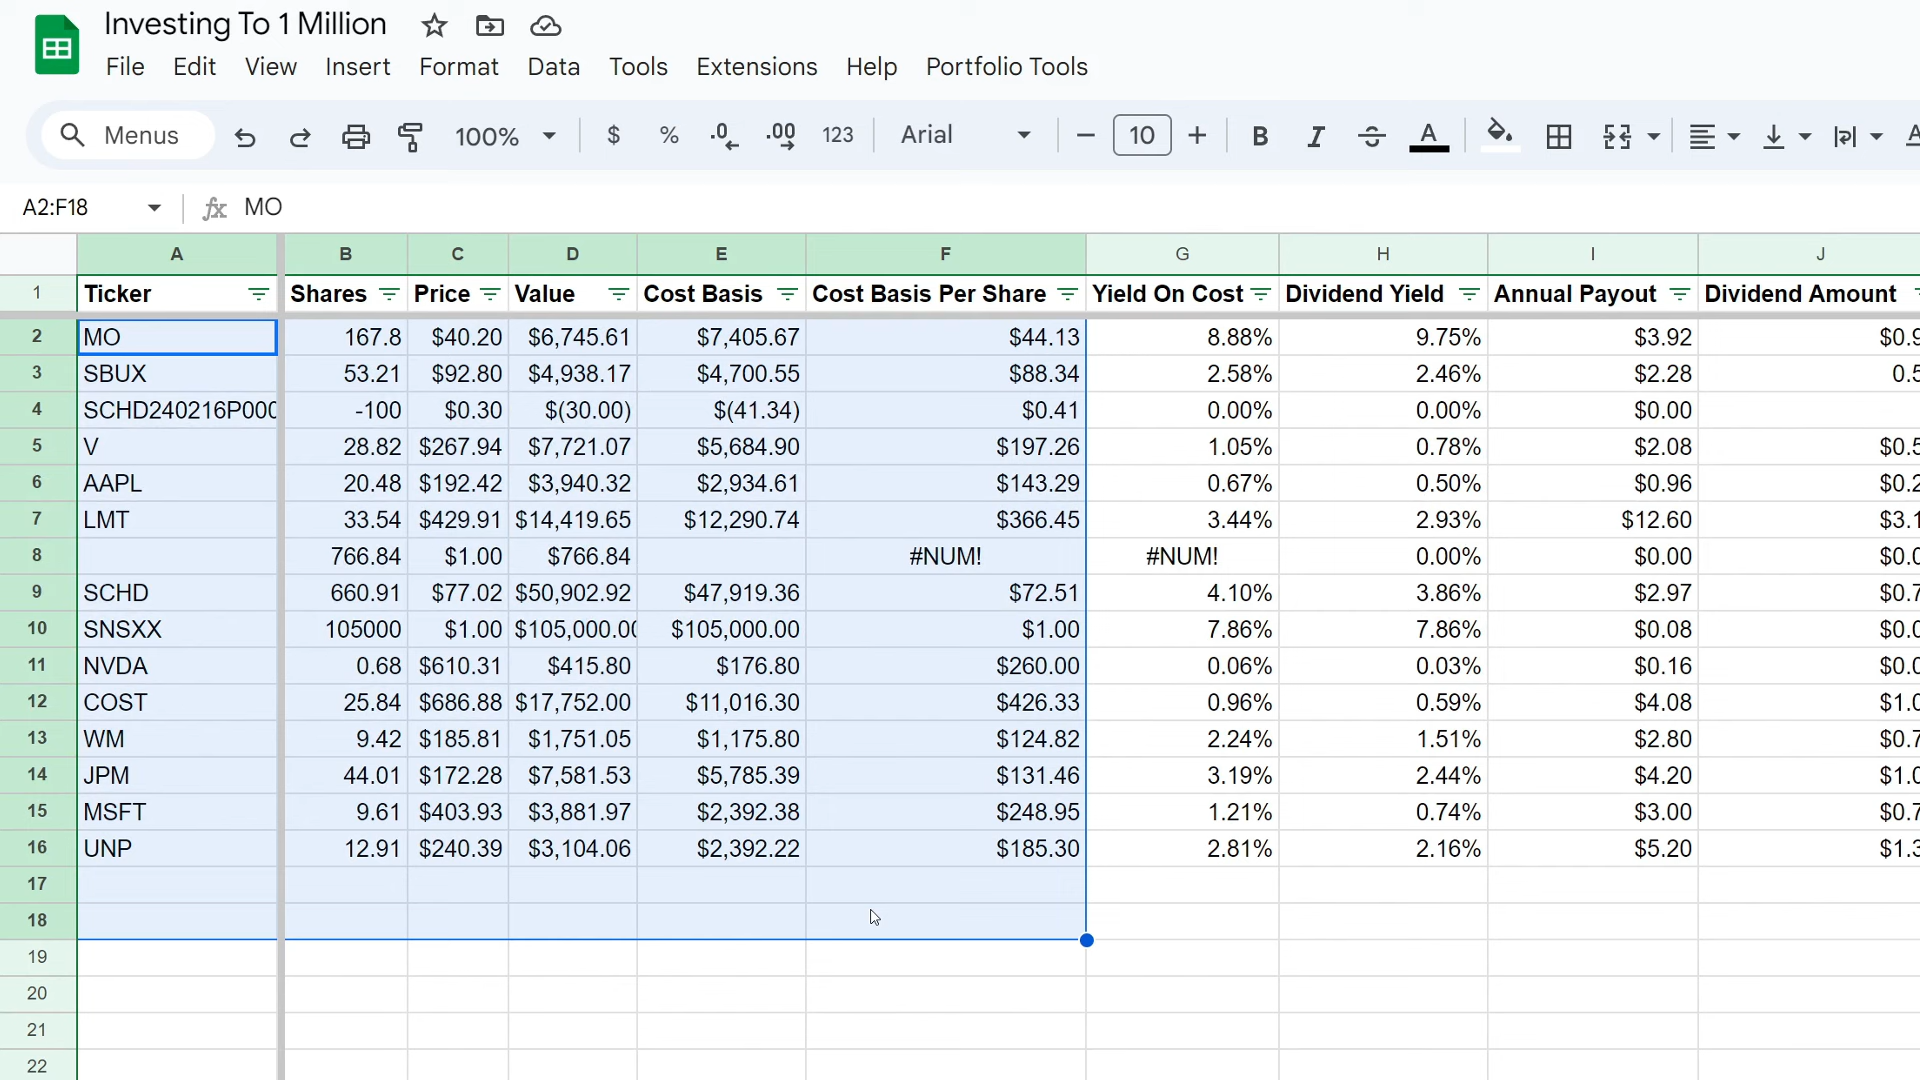 Investing To 1 Million
File Edit View Insert Format Data Tools Extensions Help Portfolio Tools
Menus 100% $ % .0 .00 123 Arial 10 B I S A
A2:F18 fx MO
A B C D E F G H I J
1 Ticker Shares Price Value Cost Basis Cost Basis Per Share Yield On Cost Dividend Yield Annual Payout Dividend Amount
2 MO 167.8 $40.20 $6,745.61 $7,405.67 $44.13 8.88% 9.75% $3.92 $0.9
3 SBUX 53.21 $92.80 $4,938.17 $4,700.55 $88.34 2.58% 2.46% $2.28 0.5
4 SCHD240216P000 -100 $0.30 $(30.00) $(41.34) $0.41 0.00% 0.00% $0.00
5 V 28.82 $267.94 $7,721.07 $5,684.90 $197.26 1.05% 0.78% $2.08 $0.5
6 AAPL 20.48 $192.42 $3,940.32 $2,934.61 $143.29 0.67% 0.50% $0.96 $0.2
7 LMT 33.54 $429.91 $14,419.65 $12,290.74 $366.45 3.44% 2.93% $12.60 $3.1
8 766.84 $1.00 $766.84 #NUM! #NUM! 0.00% $0.00 $0.0
9 SCHD 660.91 $77.02 $50,902.92 $47,919.36 $72.51 4.10% 3.86% $2.97 $0.7
10 SNSXX 105000 $1.00 $105,000.00 $105,000.00 $1.00 7.86% 7.86% $0.08 $0.0
11 NVDA 0.68 $610.31 $415.80 $176.80 $260.00 0.06% 0.03% $0.16 $0.0
12 COST 25.84 $686.88 $17,752.00 $11,016.30 $426.33 0.96% 0.59% $4.08 $1.0
13 WM 9.42 $185.81 $1,751.05 $1,175.80 $124.82 2.24% 1.51% $2.80 $0.7
14 JPM 44.01 $172.28 $7,581.53 $5,785.39 $131.46 3.19% 2.44% $4.20 $1.0
15 MSFT 9.61 $403.93 $3,881.97 $2,392.38 $248.95 1.21% 0.74% $3.00 $0.7
16 UNP 12.91 $240.39 $3,104.06 $2,392.22 $185.30 2.81% 2.16% $5.20 $1.3
17
18
19
20
21
22